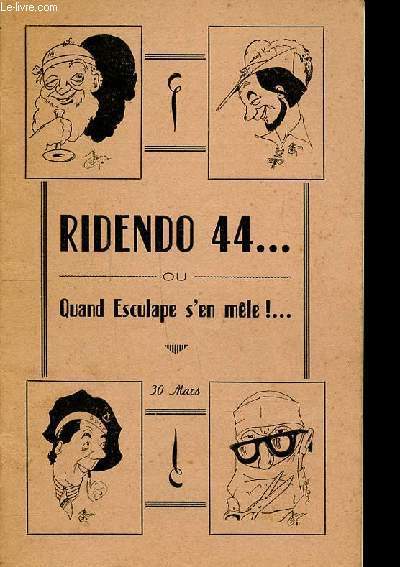 Le-livre.com
RIDENDO 44...
OU
Quand Esculape s'en mêle !...
30 Mars